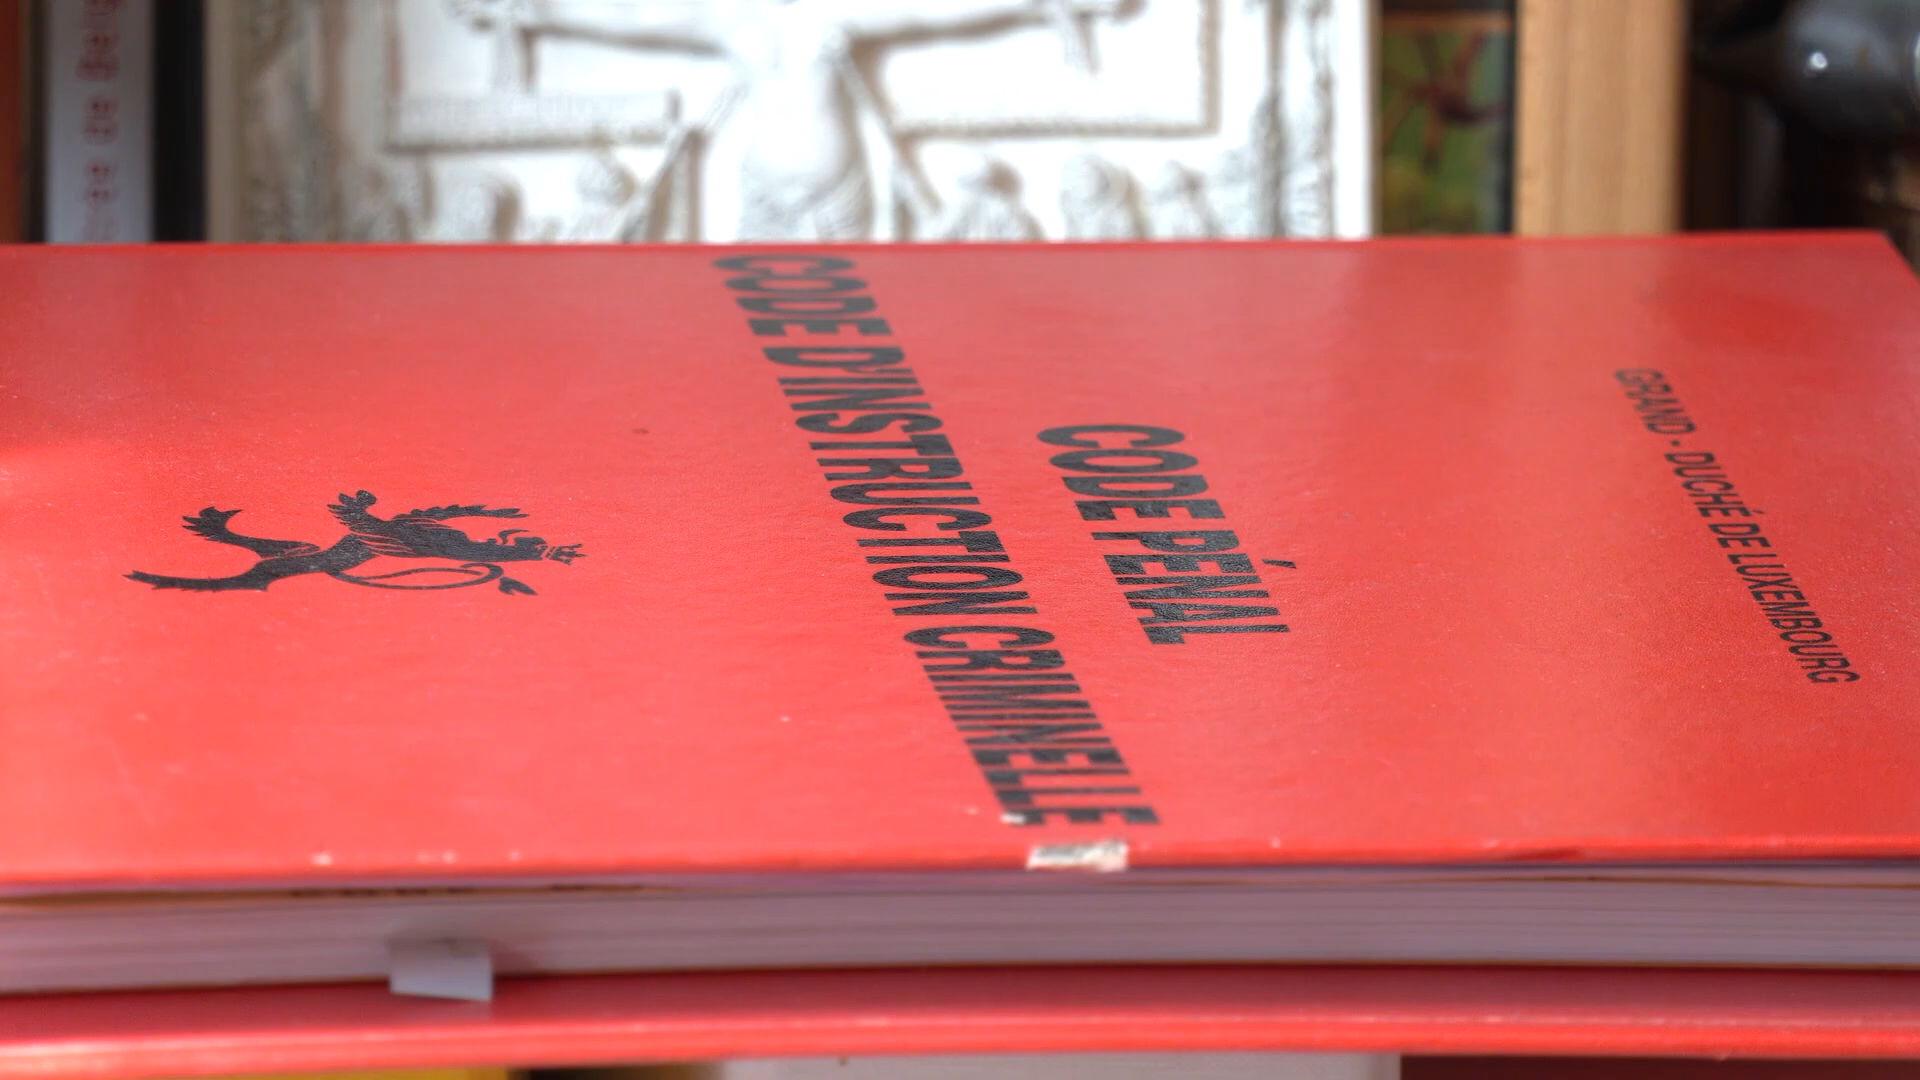 GRAND - DUCHÉ DE LUXEMBOURG
CODE PÉNAL
CODE D'INSTRUCTION CRIMINELLE